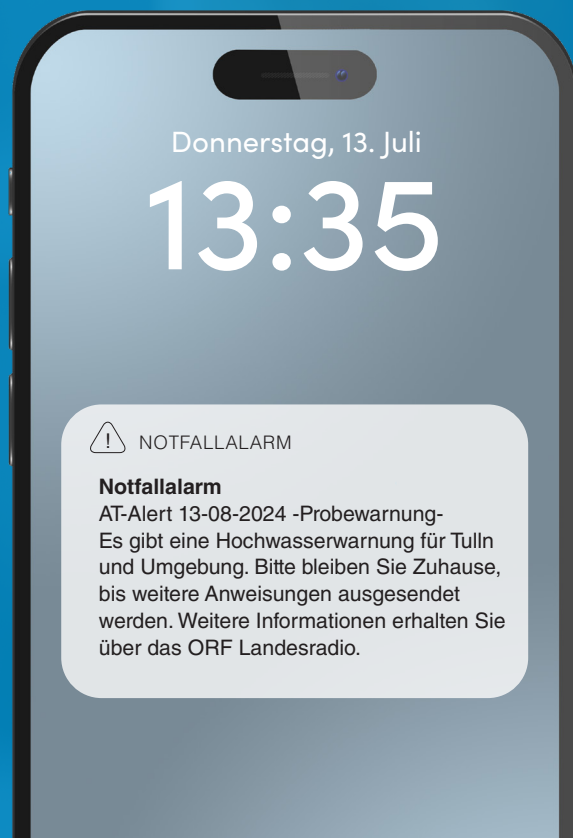 Donnerstag, 13. Juli
13:35
NOTFALLALARM
Notfallalarm
AT-Alert 13-08-2024 -Probewarnung-
Es gibt eine Hochwasserwarnung für Tulln
und Umgebung. Bitte bleiben Sie Zuhause,
bis weitere Anweisungen ausgesendet
werden. Weitere Informationen erhalten Sie
über das ORF Landesradio.